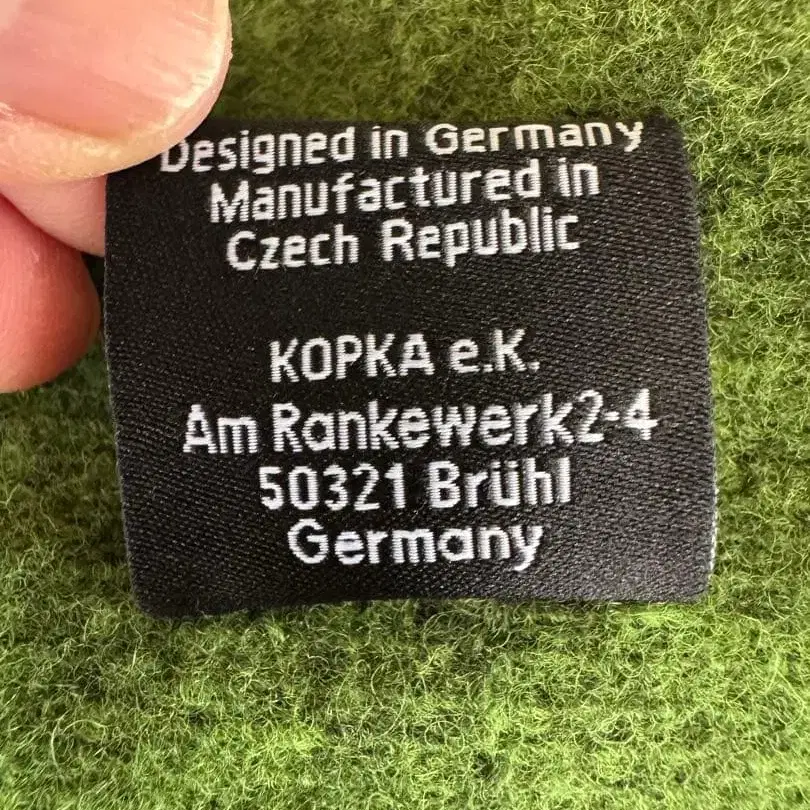 Designed in Germany
Manufactured in
Czech Republic
KOPKA e.K.
Am Rankewerk2-4
50321 Brühl
Germany